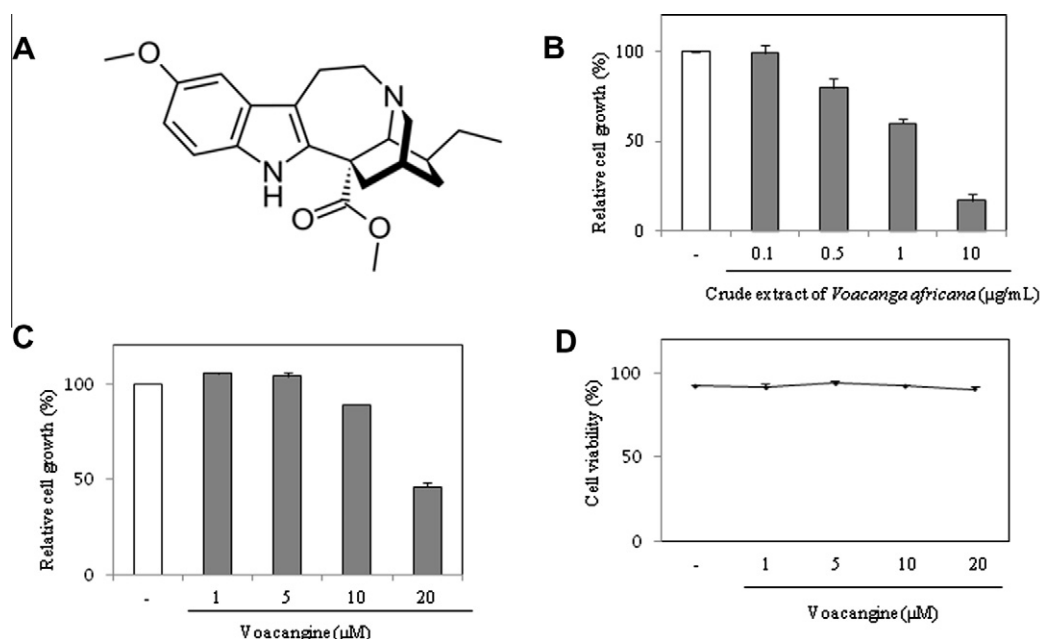 A
O
N
N
H
O
O
B
Relative cell growth (%)
100
50
0
- 0.1 0.5 1 10
Crude extract of Voacanga africana (μg/mL)
C
Relative cell growth (%)
100
50
0
- 1 5 10 20
Voacangine (μM)
D
Cell viability (%)
100
50
0
- 1 5 10 20
Voacangine (μM)